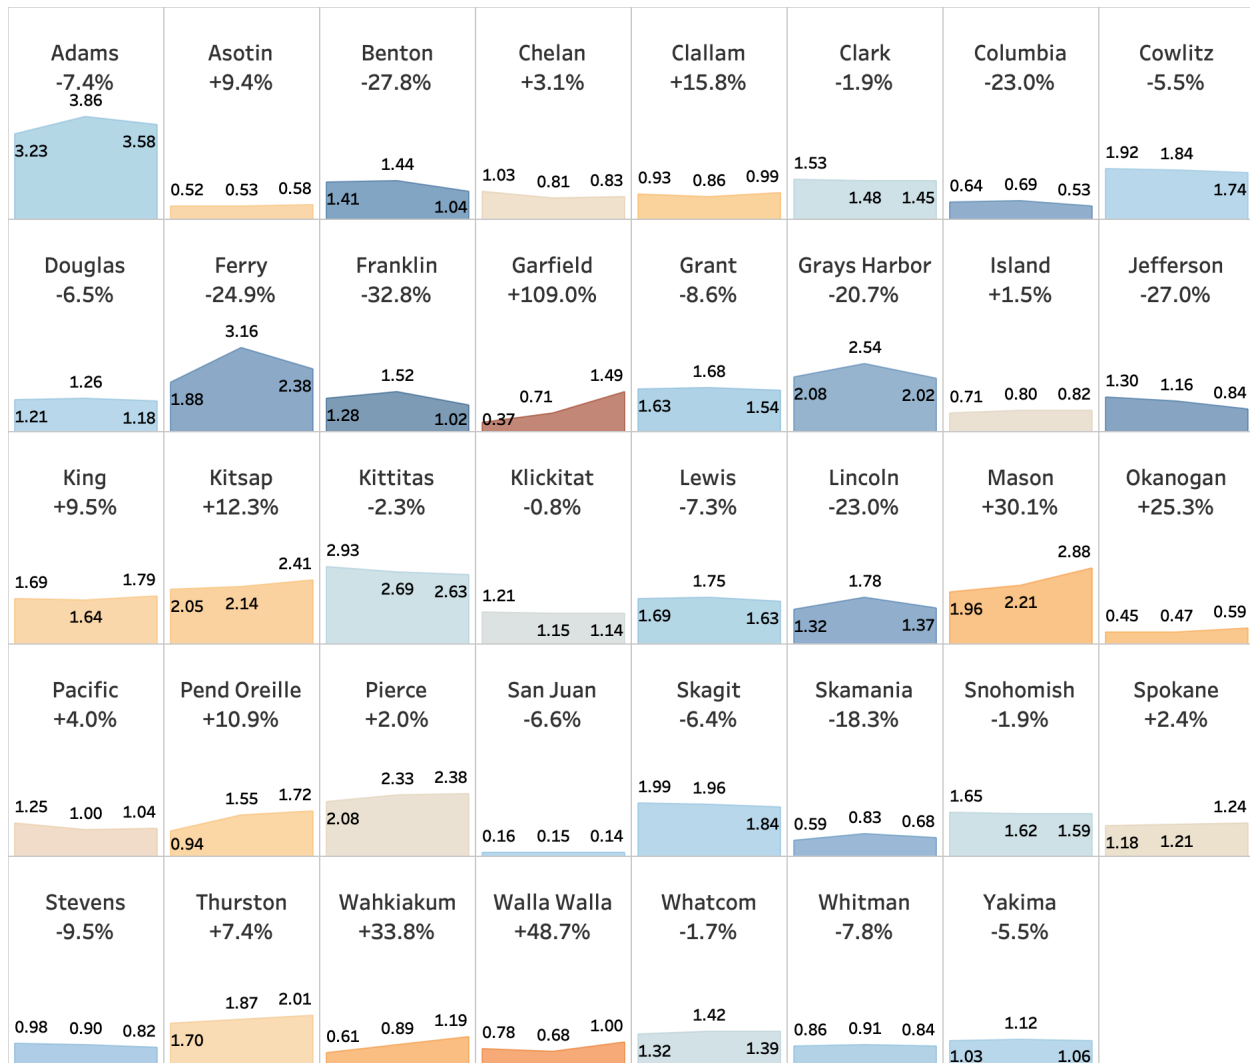 Adams Asotin Benton Chelan Clallam Clark Columbia Cowlitz
-7.4% +9.4% -27.8% +3.1% +15.8% -1.9% -23.0% -5.5%
3.23 3.86 3.58 0.52 0.53 0.58 1.41 1.44 1.04 1.03 0.81 0.83 0.93 0.86 0.99 1.53 1.48 1.45 0.64 0.69 0.53 1.92 1.84 1.74
Douglas Ferry Franklin Garfield Grant Grays Harbor Island Jefferson
-6.5% -24.9% -32.8% +109.0% -8.6% -20.7% +1.5% -27.0%
1.21 1.26 1.18 1.88 3.16 2.38 1.28 1.52 1.02 0.37 0.71 1.49 1.63 1.68 1.54 2.08 2.54 2.02 0.71 0.80 0.82 1.30 1.16 0.84
King Kitsap Kittitas Klickitat Lewis Lincoln Mason Okanogan
+9.5% +12.3% -2.3% -0.8% -7.3% -23.0% +30.1% +25.3%
1.69 1.64 1.79 2.05 2.14 2.41 2.93 2.69 2.63 1.21 1.15 1.14 1.69 1.75 1.63 1.32 1.78 1.37 1.96 2.21 2.88 0.45 0.47 0.59
Pacific Pend Oreille Pierce San Juan Skagit Skamania Snohomish Spokane
+4.0% +10.9% +2.0% -6.6% -6.4% -18.3% -1.9% +2.4%
1.25 1.00 1.04 0.94 1.55 1.72 2.08 2.33 2.38 0.16 0.15 0.14 1.99 1.96 1.84 0.59 0.83 0.68 1.65 1.62 1.59 1.18 1.21 1.24
Stevens Thurston Wahkiakum Walla Walla Whatcom Whitman Yakima
-9.5% +7.4% +33.8% +48.7% -1.7% -7.8% -5.5%
0.98 0.90 0.82 1.70 1.87 2.01 0.61 0.89 1.19 0.78 0.68 1.00 1.32 1.42 1.39 0.86 0.91 0.84 1.03 1.12 1.06